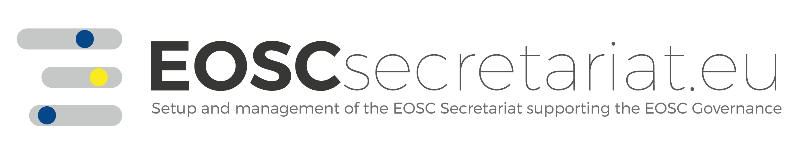 EOSCsecretariat.eu
Setup and management of the EOSC Secretariat supporting the EOSC Governance